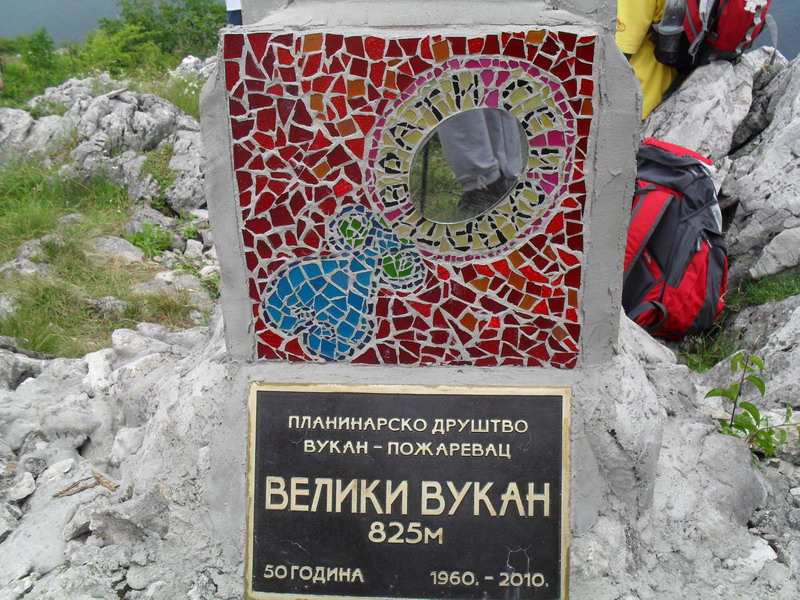 ПЛАНИНАРСКО ДРУШТВО
ВУКАН – ПОЖАРЕВАЦ
ВЕЛИКИ ВУКАН
825М
50 ГОДИНА 1960. – 2010.